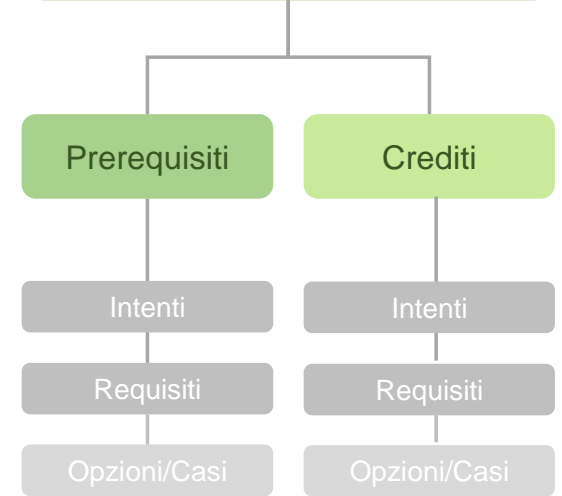 Prerequisiti
Crediti
Intenti
Intenti
Requisiti
Requisiti
Opzioni/Casi
Opzioni/Casi